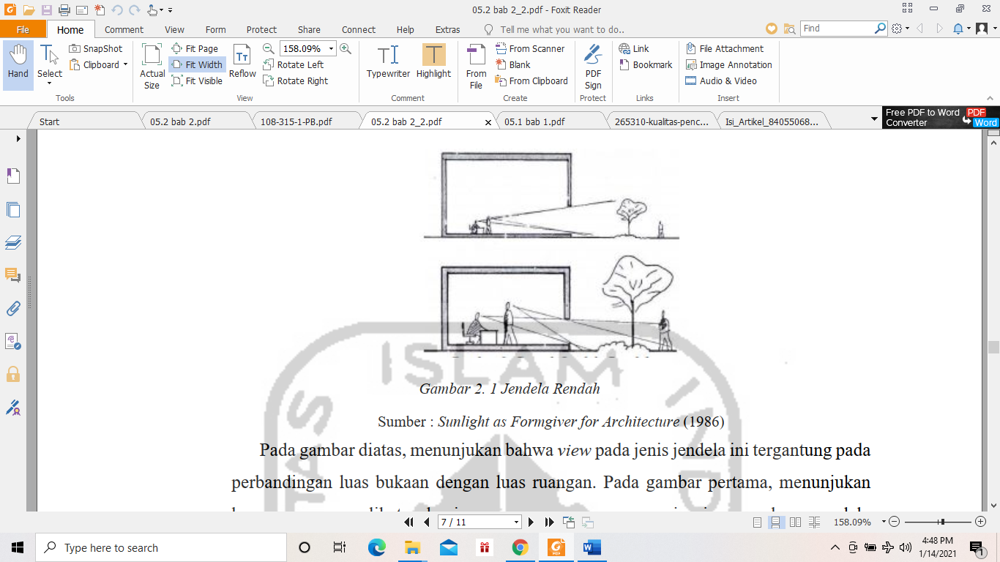 05.2 bab 2_2.pdf - Foxit Reader
File Home Comment View Form Protect Share Connect Help Extras Tell me what you want to do.. Find
Hand
Select
SnapShot
Clipboard
Tools
Actual Size
Fit Page
Fit Width
Fit Visible
Reflow
158.09%
Rotate Left
Rotate Right
View
Typewriter
Highlight
Comment
From File
From Scanner
Blank
From Clipboard
Create
PDF Sign
Protect
Link
Bookmark
Links
File Attachment
Image Annotation
Audio & Video
Insert
Start 05.2 bab 2.pdf 108-315-1-PB.pdf 05.2 bab 2_2.pdf 05.1 bab 1.pdf 265310-kualitas-penc... Isi_Artikel_84055068...
Free PDF to Word PDF
Converter Word
ISLAM
Gambar 2. 1 Jendela Rendah
Sumber : Sunlight as Formgiver for Architecture (1986)
Pada gambar diatas, menunjukan bahwa view pada jenis jendela ini tergantung pada
perbandingan luas bukaan dengan luas ruangan. Pada gambar pertama, menunjukan
7 / 11
158.09%
Type here to search
4:48 PM
1/14/2021
1